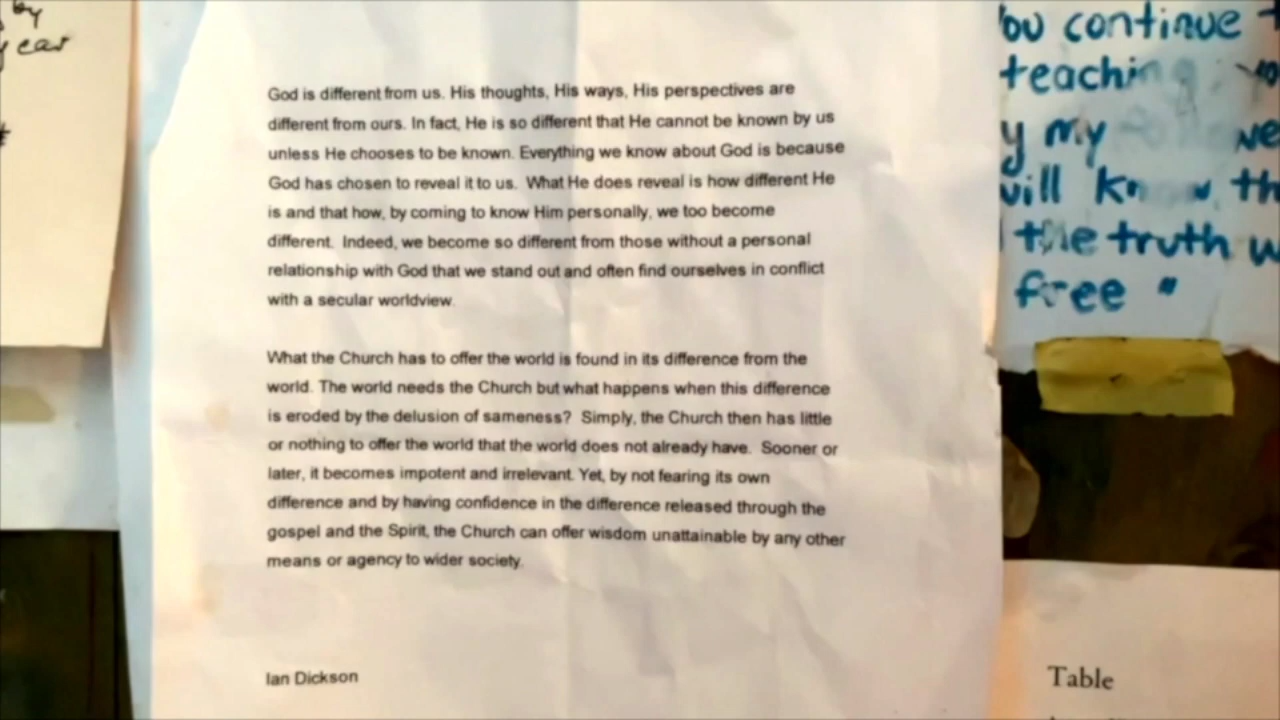 by
year
God is different from us. His thoughts, His ways, His perspectives are
different from ours. In fact, He is so different that He cannot be known by us
unless He chooses to be known. Everything we know about God is because
God has chosen to reveal it to us. What He does reveal is how different He
is and that how, by coming to know Him personally, we too become
different. Indeed, we become so different from those without a personal
relationship with God that we stand out and often find ourselves in conflict
with a secular worldview.
What the Church has to offer the world is found in its difference from the
world. The world needs the Church but what happens when this difference
is eroded by the delusion of sameness? Simply, the Church then has little
or nothing to offer the world that the world does not already have. Sooner or
later, it becomes impotent and irrelevant. Yet, by not fearing its own
difference and by having confidence in the difference released through the
gospel and the Spirit, the Church can offer wisdom unattainable by any other
means or agency to wider society.
Ian Dickson
you continue
teaching
my
will know
the truth
free "
Table